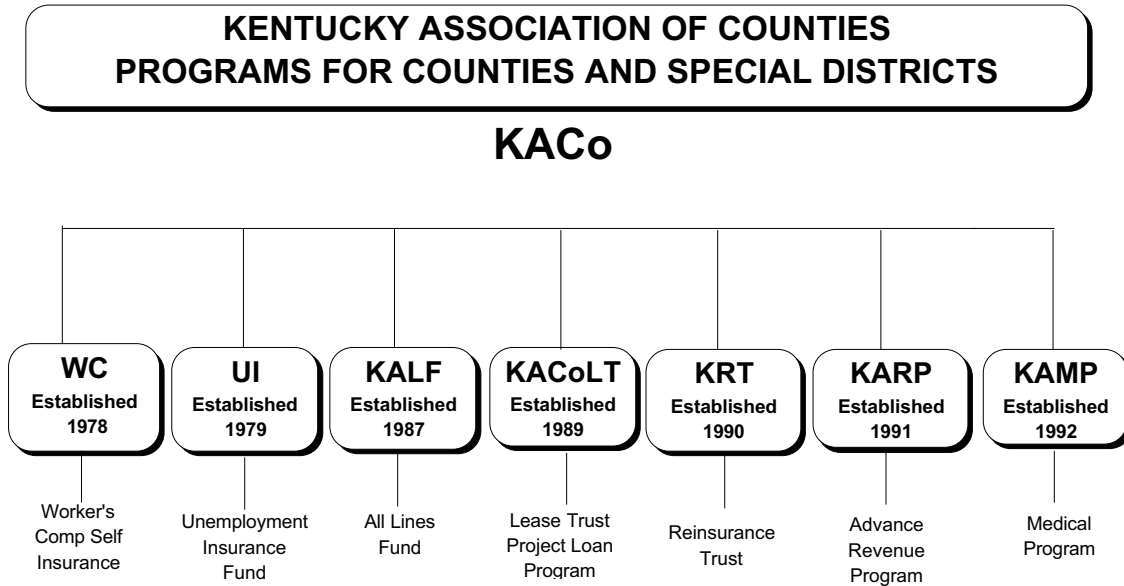 KENTUCKY ASSOCIATION OF COUNTIES
PROGRAMS FOR COUNTIES AND SPECIAL DISTRICTS
KACo
WC
Established
1978
UI
Established
1979
KALF
Established
1987
KACoLT
Established
1989
KRT
Established
1990
KARP
Established
1991
KAMP
Established
1992
Worker's
Comp Self
Insurance
Unemployment
Insurance
Fund
All Lines
Fund
Lease Trust
Project Loan
Program
Reinsurance
Trust
Advance
Revenue
Program
Medical
Program